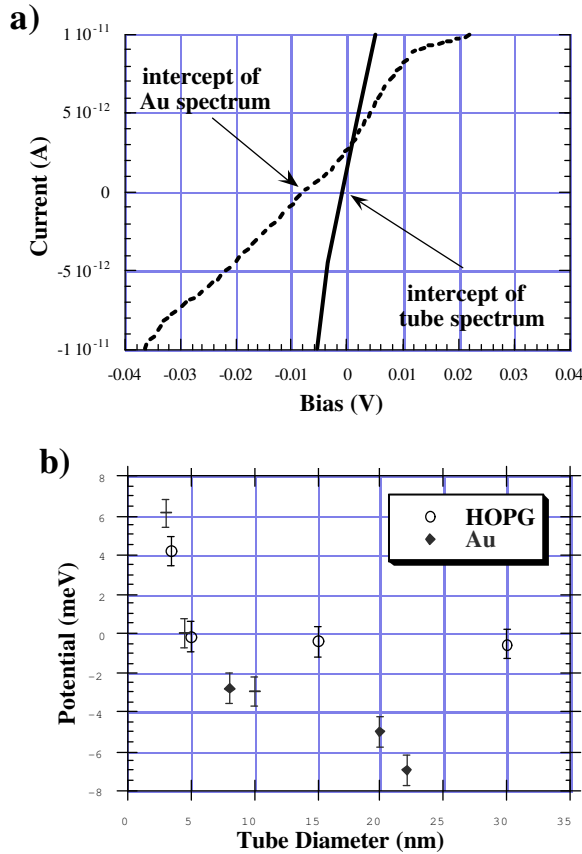 a)
1 10⁻¹¹
5 10⁻¹²
0
-5 10⁻¹²
-1 10⁻¹¹
Current (A)
intercept of
Au spectrum
intercept of
tube spectrum
-0.04 -0.03 -0.02 -0.01 0 0.01 0.02 0.03 0.04
Bias (V)
b)
8
6
4
2
0
-2
-4
-6
-8
Potential (meV)
HOPG
Au
0 5 10 15 20 25 30 35
Tube Diameter (nm)